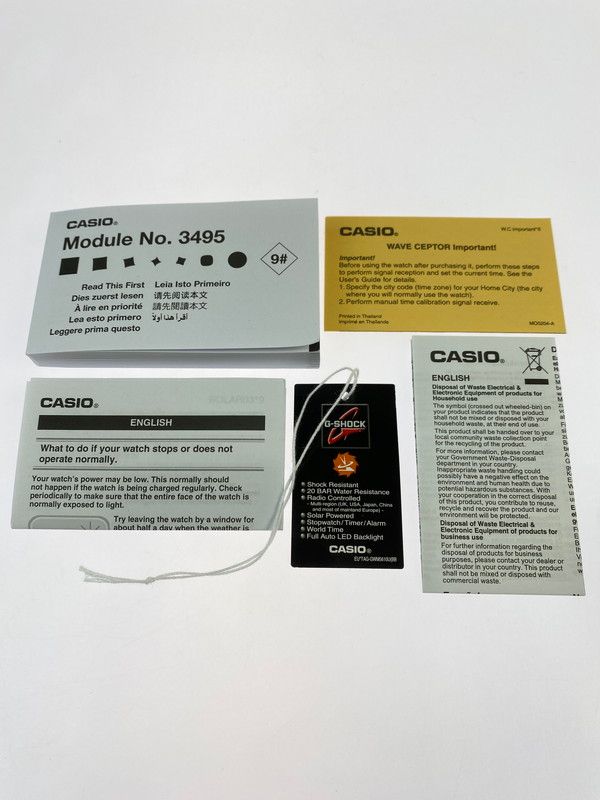 CASIO®
Module No. 3495
9#
Read This First Leia Isto Primeiro
Dies zuerst lesen 请先阅读本文
À lire en priorité 請先閱讀本文
Lea esto primero اقرأ هذا أولاً
Leggere prima questo
CASIO®
W.C Important*E
WAVE CEPTOR Important!
Important!
Before using the watch after purchasing it, perform these steps
to perform signal reception and set the current time. See the
User's Guide for details.
1. Specify the city code (time zone) for your Home City (the city
where you will normally use the watch).
2. Perform manual time calibration signal receive.
Printed in Thailand
Imprimé en Thaïlande
MO5204-A
CASIO®
ENGLISH
What to do if your watch stops or does not
operate normally.
Your watch's power may be low. This normally should
not happen if the watch is being charged regularly. Check
periodically to make sure that the entire face of the watch is
normally exposed to light.
Try leaving the watch by a window for
about half a day when the weather is
G-SHOCK
Shock Resistant
20 BAR Water Resistance
Radio Controlled
- Multi region (UK, USA, Japan, China
and most of mainland Europe) -
Solar Powered
Stopwatch/Timer/Alarm
World Time
Full Auto LED Backlight
CASIO®
CASIO®
ENGLISH
Disposal of Waste Electrical &
Electronic Equipment of products for
Household use
The symbol (crossed out wheeled-bin) on
your product indicates that the product
shall not be mixed or disposed with your
household waste, at their end of use.
This product shall be handed over to your
local community waste collection point
for the recycling of the product.
For more information, please contact
your Government Waste-Disposal
department in your country.
Inappropriate waste handling could
possibly have a negative effect on the
environment and human health due to
potential hazardous substances. With
your cooperation in the correct disposal
of this product, you contribute to reuse,
recycle and recover the product and our
environment will be protected.
Disposal of Waste Electrical &
Electronic Equipment of products for
business use
For further information regarding the
disposal of products for business
purposes, please contact your dealer or
distributor in your country. This product
shall not be mixed or disposed with
commercial waste.